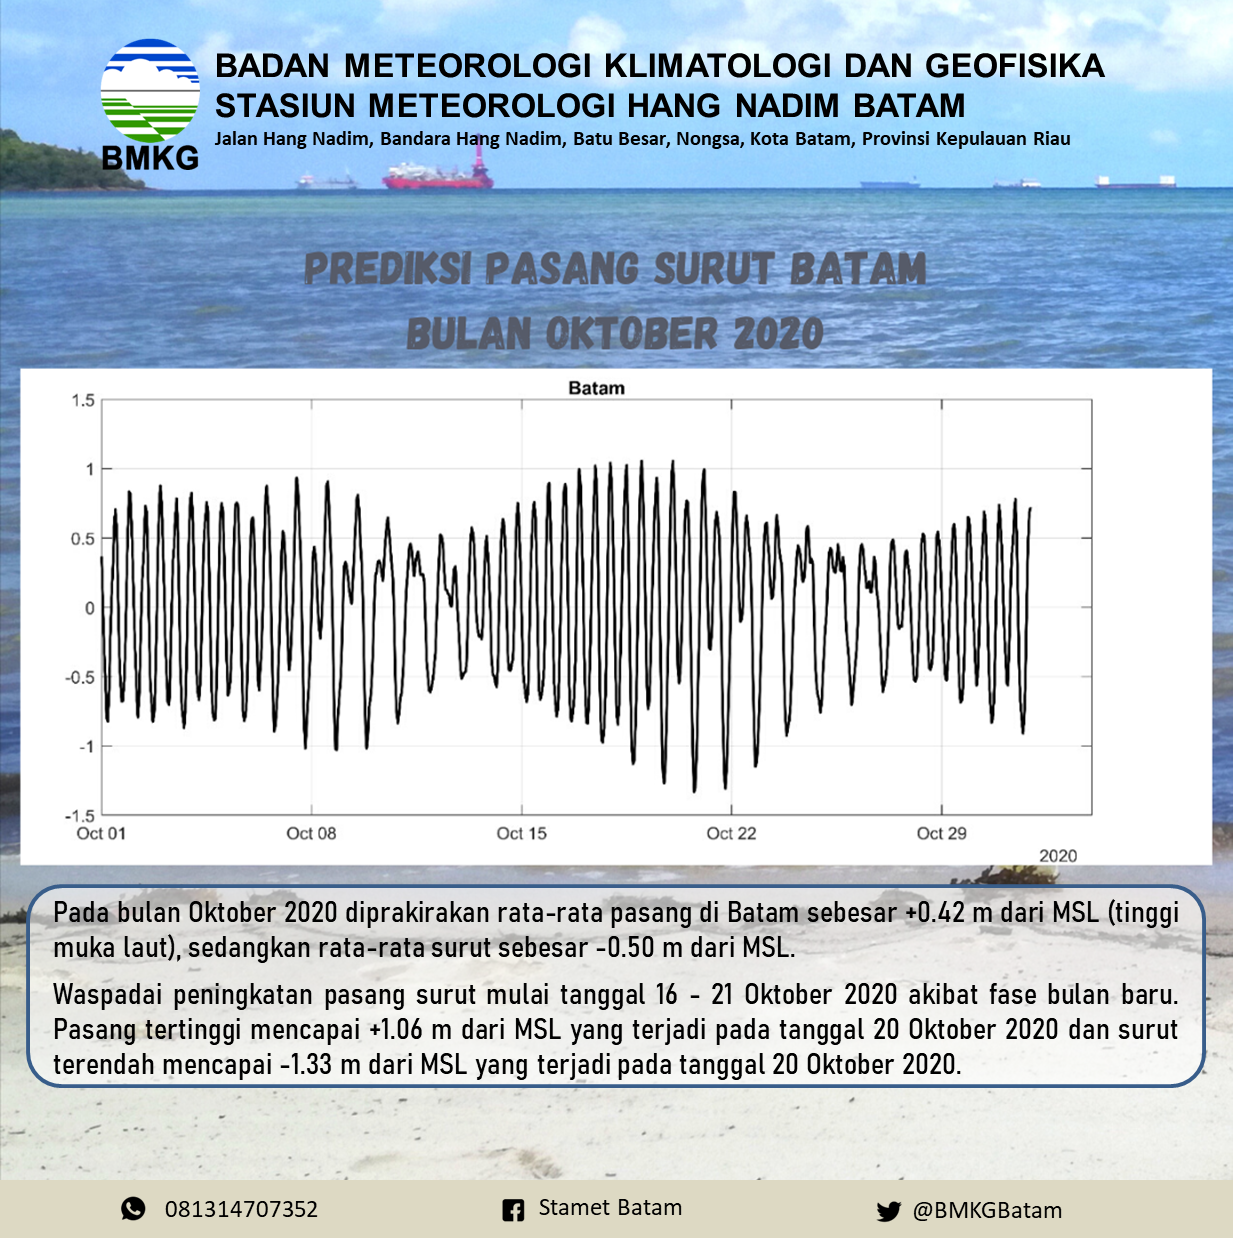 BADAN METEOROLOGI KLIMATOLOGI DAN GEOFISIKA
STASIUN METEOROLOGI HANG NADIM BATAM
Jalan Hang Nadim, Bandara Hang Nadim, Batu Besar, Nongsa, Kota Batam, Provinsi Kepulauan Riau
BMKG
PREDIKSI PASANG SURUT BATAM
BULAN OKTOBER 2020
Batam
1.5
1
0.5
0
-0.5
-1
-1.5
Oct 01 Oct 08 Oct 15 Oct 22 Oct 29
2020
Pada bulan Oktober 2020 diprakirakan rata-rata pasang di Batam sebesar +0.42 m dari MSL (tinggi
muka laut), sedangkan rata-rata surut sebesar -0.50 m dari MSL.
Waspadai peningkatan pasang surut mulai tanggal 16 - 21 Oktober 2020 akibat fase bulan baru.
Pasang tertinggi mencapai +1.06 m dari MSL yang terjadi pada tanggal 20 Oktober 2020 dan surut
terendah mencapai -1.33 m dari MSL yang terjadi pada tanggal 20 Oktober 2020.
081314707352 Stamet Batam @BMKGBatam